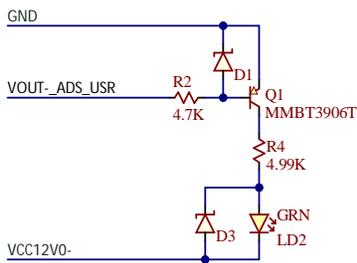 GND
D1
VOUT-_ADS_USR
R2
4.7K
Q1
MMBT3906T
R4
4.99K
D3
GRN
LD2
VCC12V0-